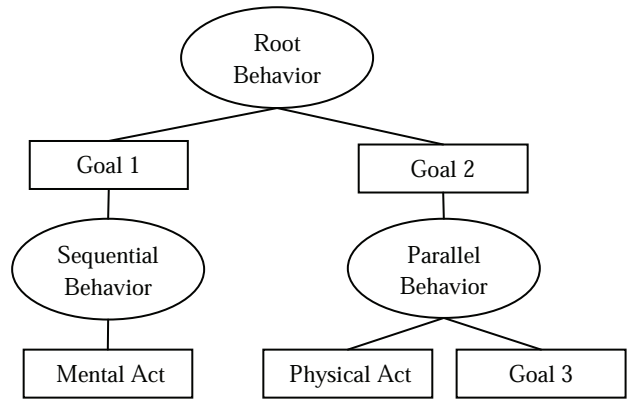 Root
Behavior
Goal 1
Goal 2
Sequential
Behavior
Parallel
Behavior
Mental Act
Physical Act
Goal 3